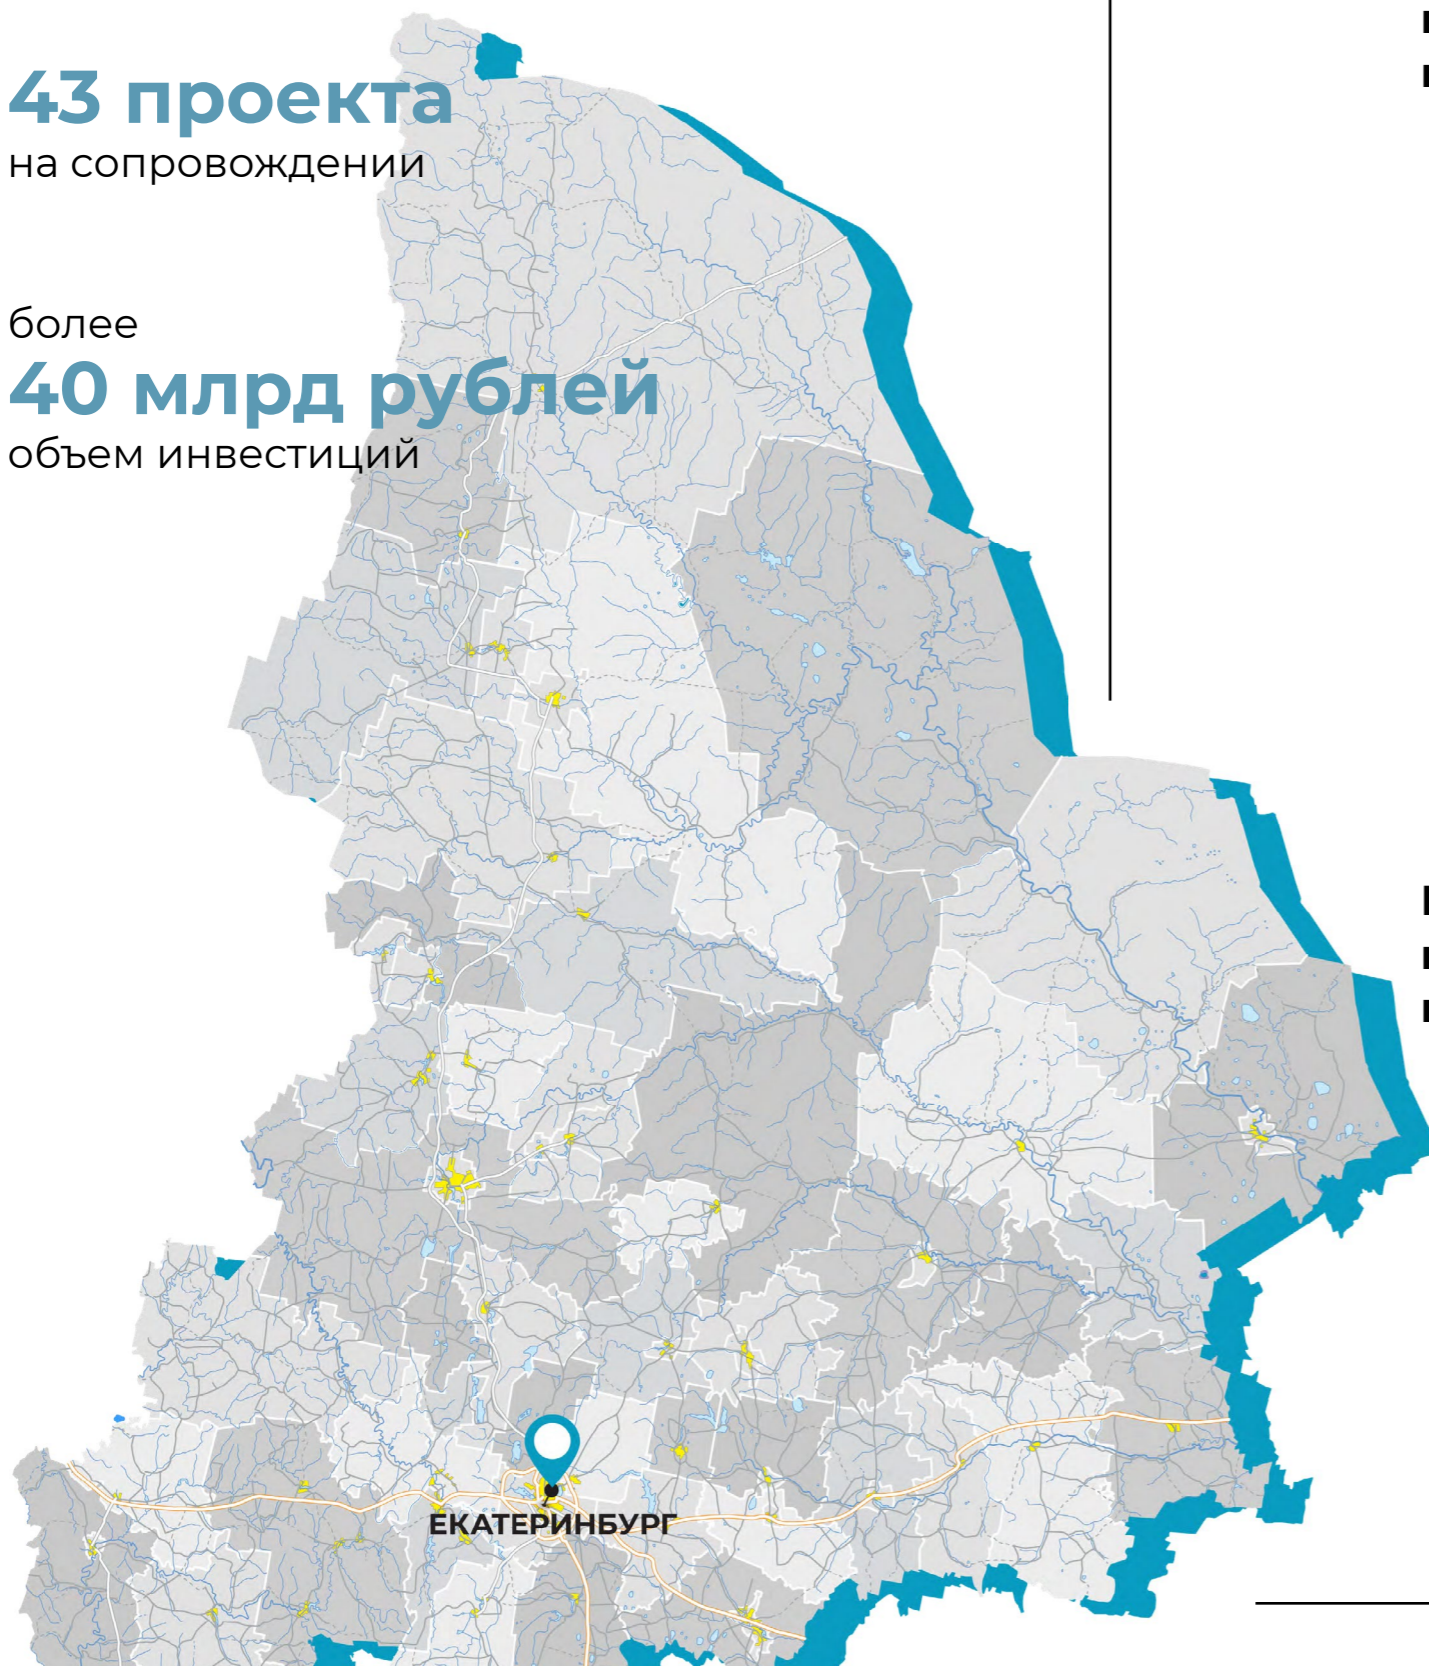 43 проекта
на сопровождении
более
40 млрд рублей
объем инвестиций
ЕКАТЕРИНБУРГ